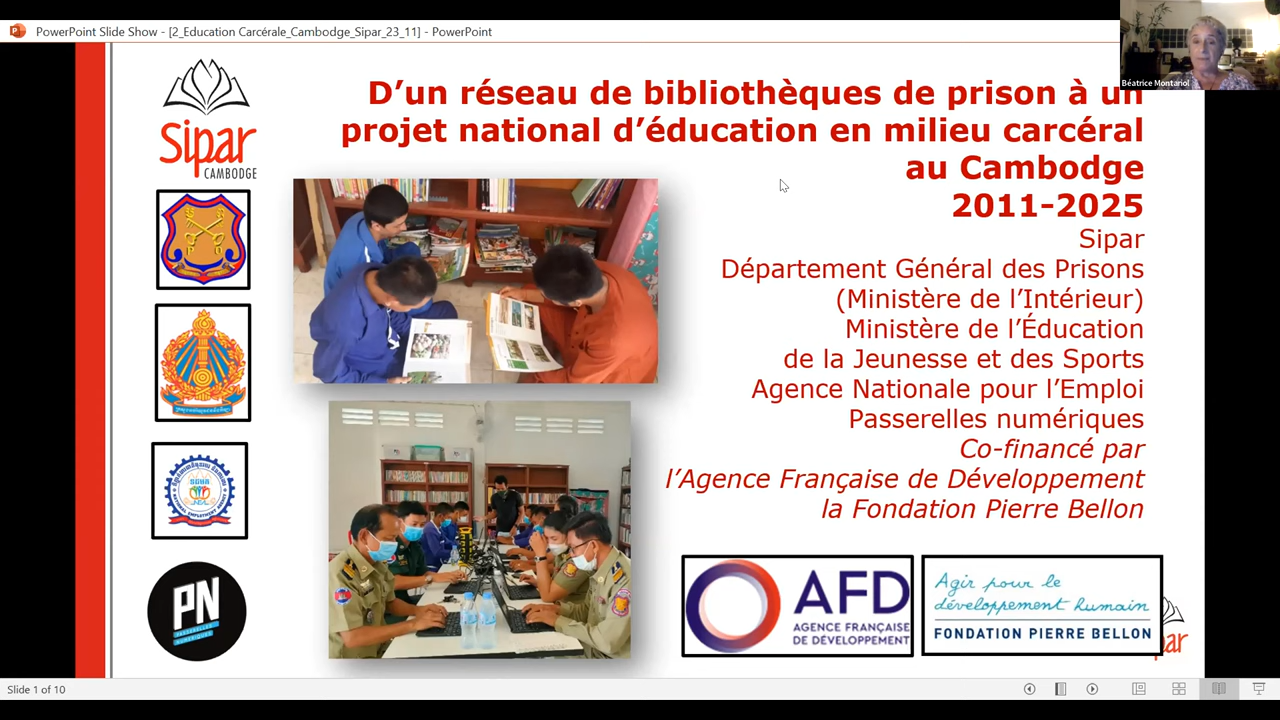 PowerPoint Slide Show - [2_Education Carcérale_Cambodge_Sipar_23_11] - PowerPoint
Béatrice Montariol
Sipar
CAMBODGE
D’un réseau de bibliothèques de prison à un
projet national d’éducation en milieu carcéral
au Cambodge
2011-2025
Sipar
Département Général des Prisons
(Ministère de l’Intérieur)
Ministère de l’Éducation
de la Jeunesse et des Sports
Agence Nationale pour l’Emploi
Passerelles numériques
Co-financé par
l’Agence Française de Développement
la Fondation Pierre Bellon
PN
PASSERELLES
NUMÉRIQUES
AFD
AGENCE FRANÇAISE
DE DÉVELOPPEMENT
Agir pour le
développement humain
FONDATION PIERRE BELLON
Slide 1 of 10